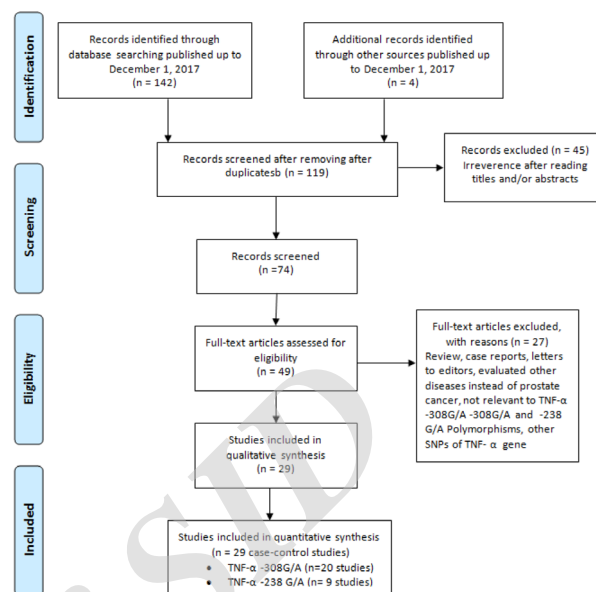 Identification
Records identified through
database searching published up to
December 1, 2017
(n = 142)
Additional records identified
through other sources published up
to December 1, 2017
(n = 4)
Records screened after removing after
duplicatesb (n = 119)
Records excluded (n = 45)
Irreverence after reading
titles and/or abstracts
Screening
Records screened
(n =74)
Eligibility
Full-text articles assessed for
eligibility
(n = 49)
Full-text articles excluded,
with reasons (n = 27)
Review, case reports, letters
to editors, evaluated other
diseases instead of prostate
cancer, not relevant to TNF-α
-308G/A -308G/A and -238
G/A Polymorphisms, other
SNPs of TNF- α gene
Studies included in
qualitative synthesis
(n = 29)
Included
Studies included in quantitative synthesis
(n = 29 case-control studies)
• TNF-α -308G/A (n=20 studies)
• TNF-α -238 G/A (n= 9 studies)
SID